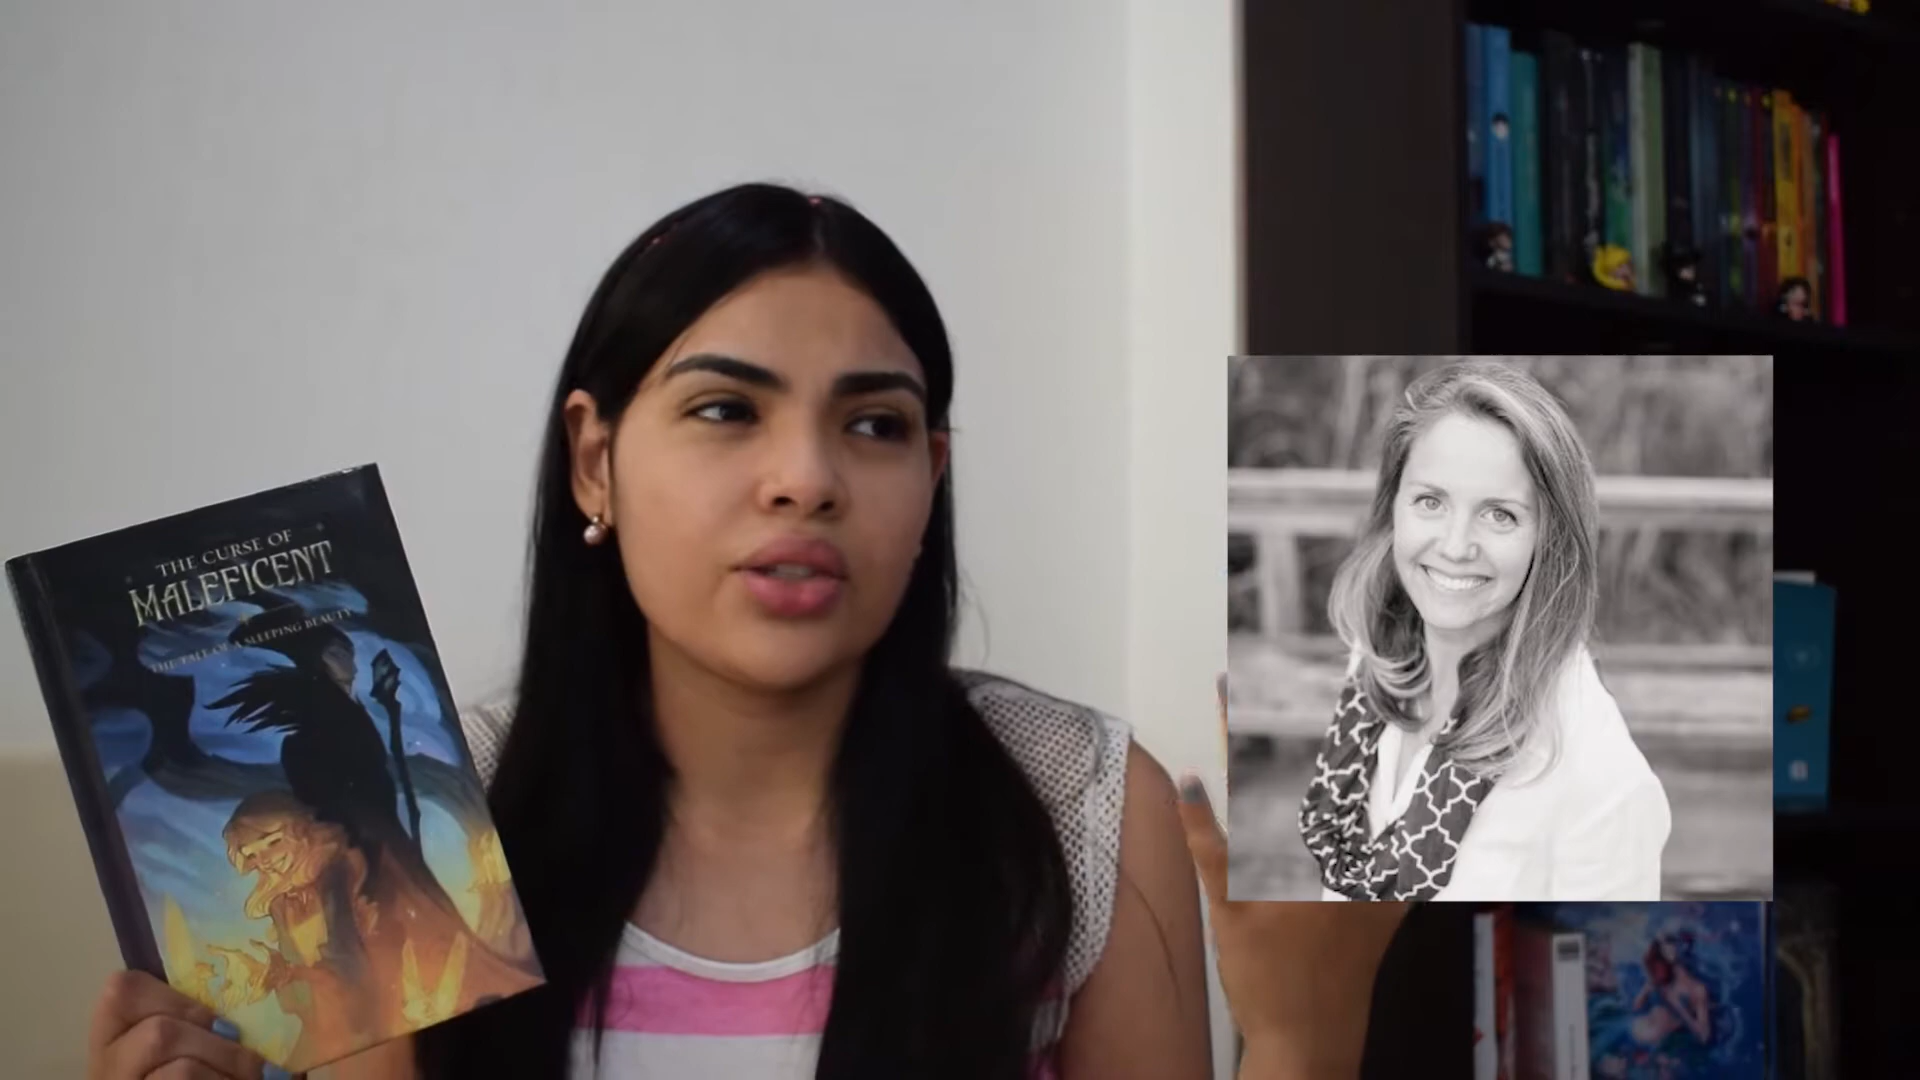 THE CURSE OF
MALEFICENT
THE TALE OF A SLEEPING BEAUTY